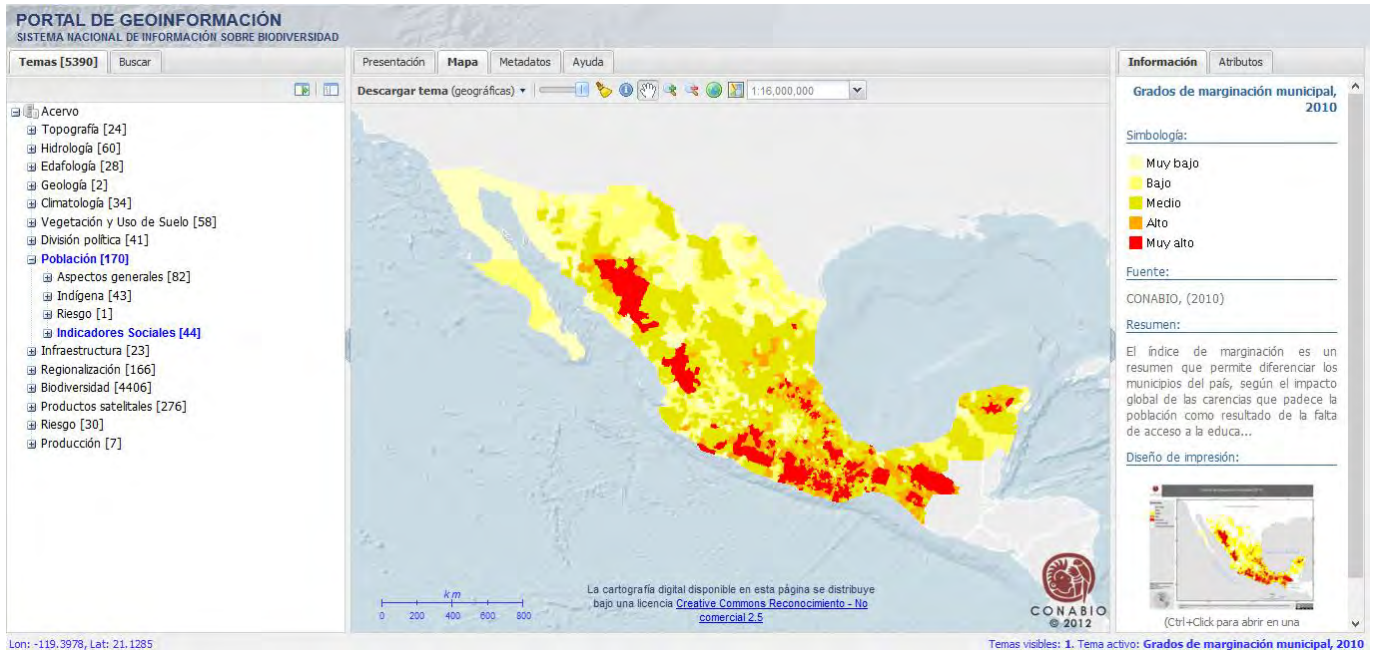 PORTAL DE GEOINFORMACIÓN
SISTEMA NACIONAL DE INFORMACIÓN SOBRE BIODIVERSIDAD
Temas [5390]
Buscar
Acervo
Topografía [24]
Hidrología [60]
Edafología [28]
Geología [2]
Climatología [34]
Vegetación y Uso de Suelo [58]
División política [41]
Población [170]
Aspectos generales [82]
Indígena [43]
Riesgo [1]
Indicadores Sociales [44]
Infraestructura [23]
Regionalización [166]
Biodiversidad [4406]
Productos satelitales [276]
Riesgo [30]
Producción [7]
Presentación
Mapa
Metadatos
Ayuda
Descargar tema (geográficas)
1:16,000,000
km
0 200 400 600 800
La cartografía digital disponible en esta página se distribuye
bajo una licencia Creative Commons Reconocimiento - No
comercial 2.5
CONABIO
© 2012
Información
Atributos
Grados de marginación municipal,
2010
Simbología:
Muy bajo
Bajo
Medio
Alto
Muy alto
Fuente:
CONABIO, (2010)
Resumen:
El índice de marginación es un
resumen que permite diferenciar los
municipios del país, según el impacto
global de las carencias que padece la
población como resultado de la falta
de acceso a la educa...
Diseño de impresión:
(Ctrl+Click para abrir en una
Lon: -119.3978, Lat: 21.1285
Temas visibles: 1. Tema activo: Grados de marginación municipal, 2010